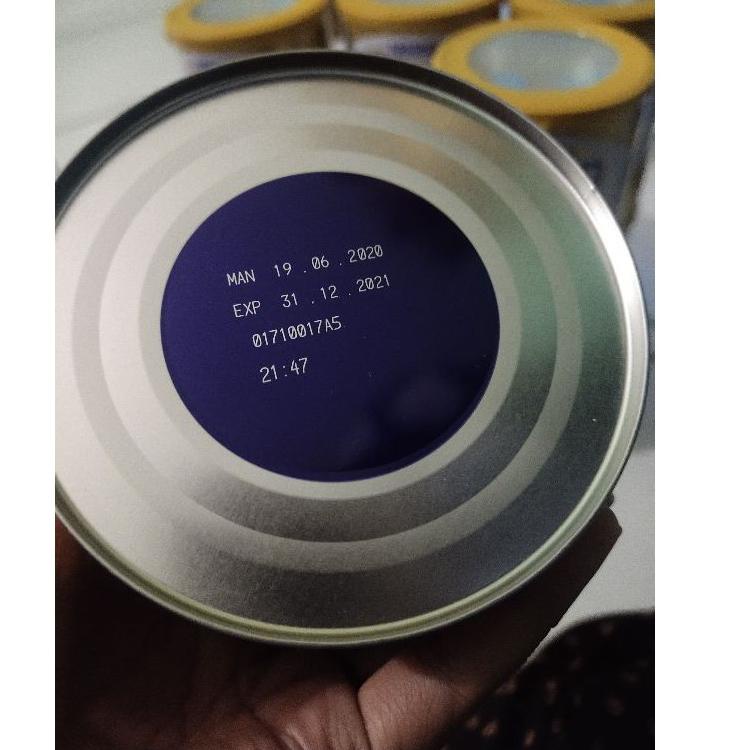 MAN 19 .06 .2020
EXP 31 .12 .2021
01710017A5
21:47